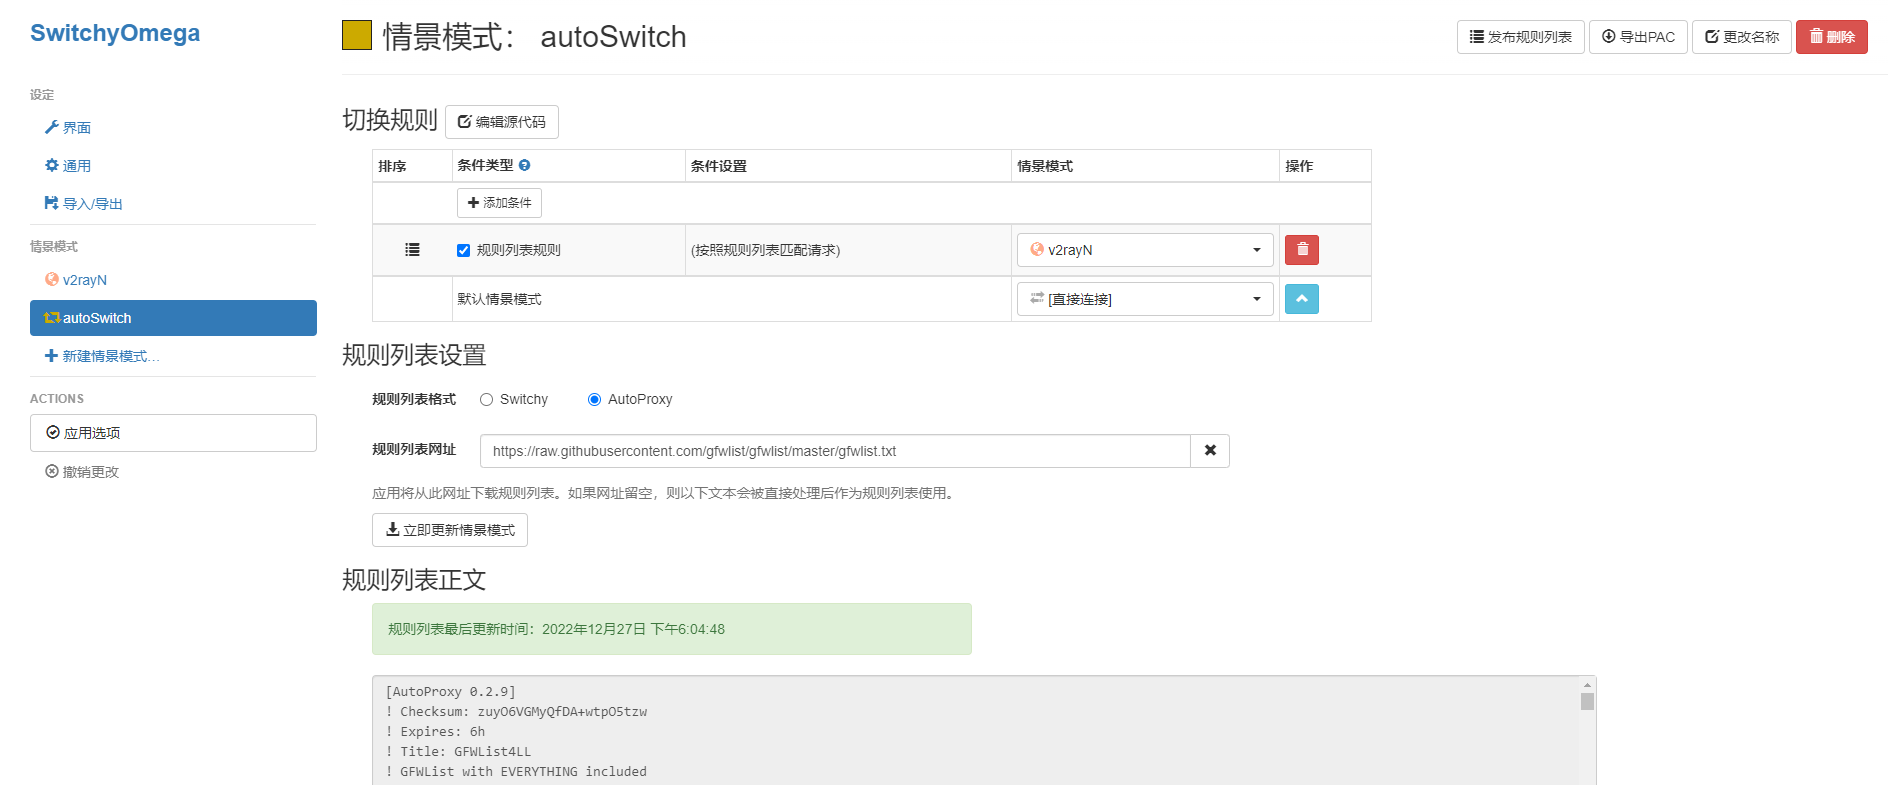 SwitchyOmega
设定
界面
通用
导入/导出
情景模式
v2rayN
autoSwitch
新建情景模式…
ACTIONS
应用选项
撤销更改
情景模式： autoSwitch
发布规则列表 导出PAC 更改名称 删除
切换规则 编辑源代码
排序 条件类型 条件设置 情景模式 操作
添加条件
规则列表规则 (按照规则列表匹配请求) v2rayN
默认情景模式 [直接连接]
规则列表设置
规则列表格式 Switchy AutoProxy
规则列表网址 https://raw.githubusercontent.com/gfwlist/gfwlist/master/gfwlist.txt
应用将从此网址下载规则列表。如果网址留空，则以下文本会被直接处理后作为规则列表使用。
立即更新情景模式
规则列表正文
规则列表最后更新时间：2022年12月27日 下午6:04:48
[AutoProxy 0.2.9]
! Checksum: zuyO6VGMyQfDA+wtpO5tzw
! Expires: 6h
! Title: GFWList4LL
! GFWList with EVERYTHING included